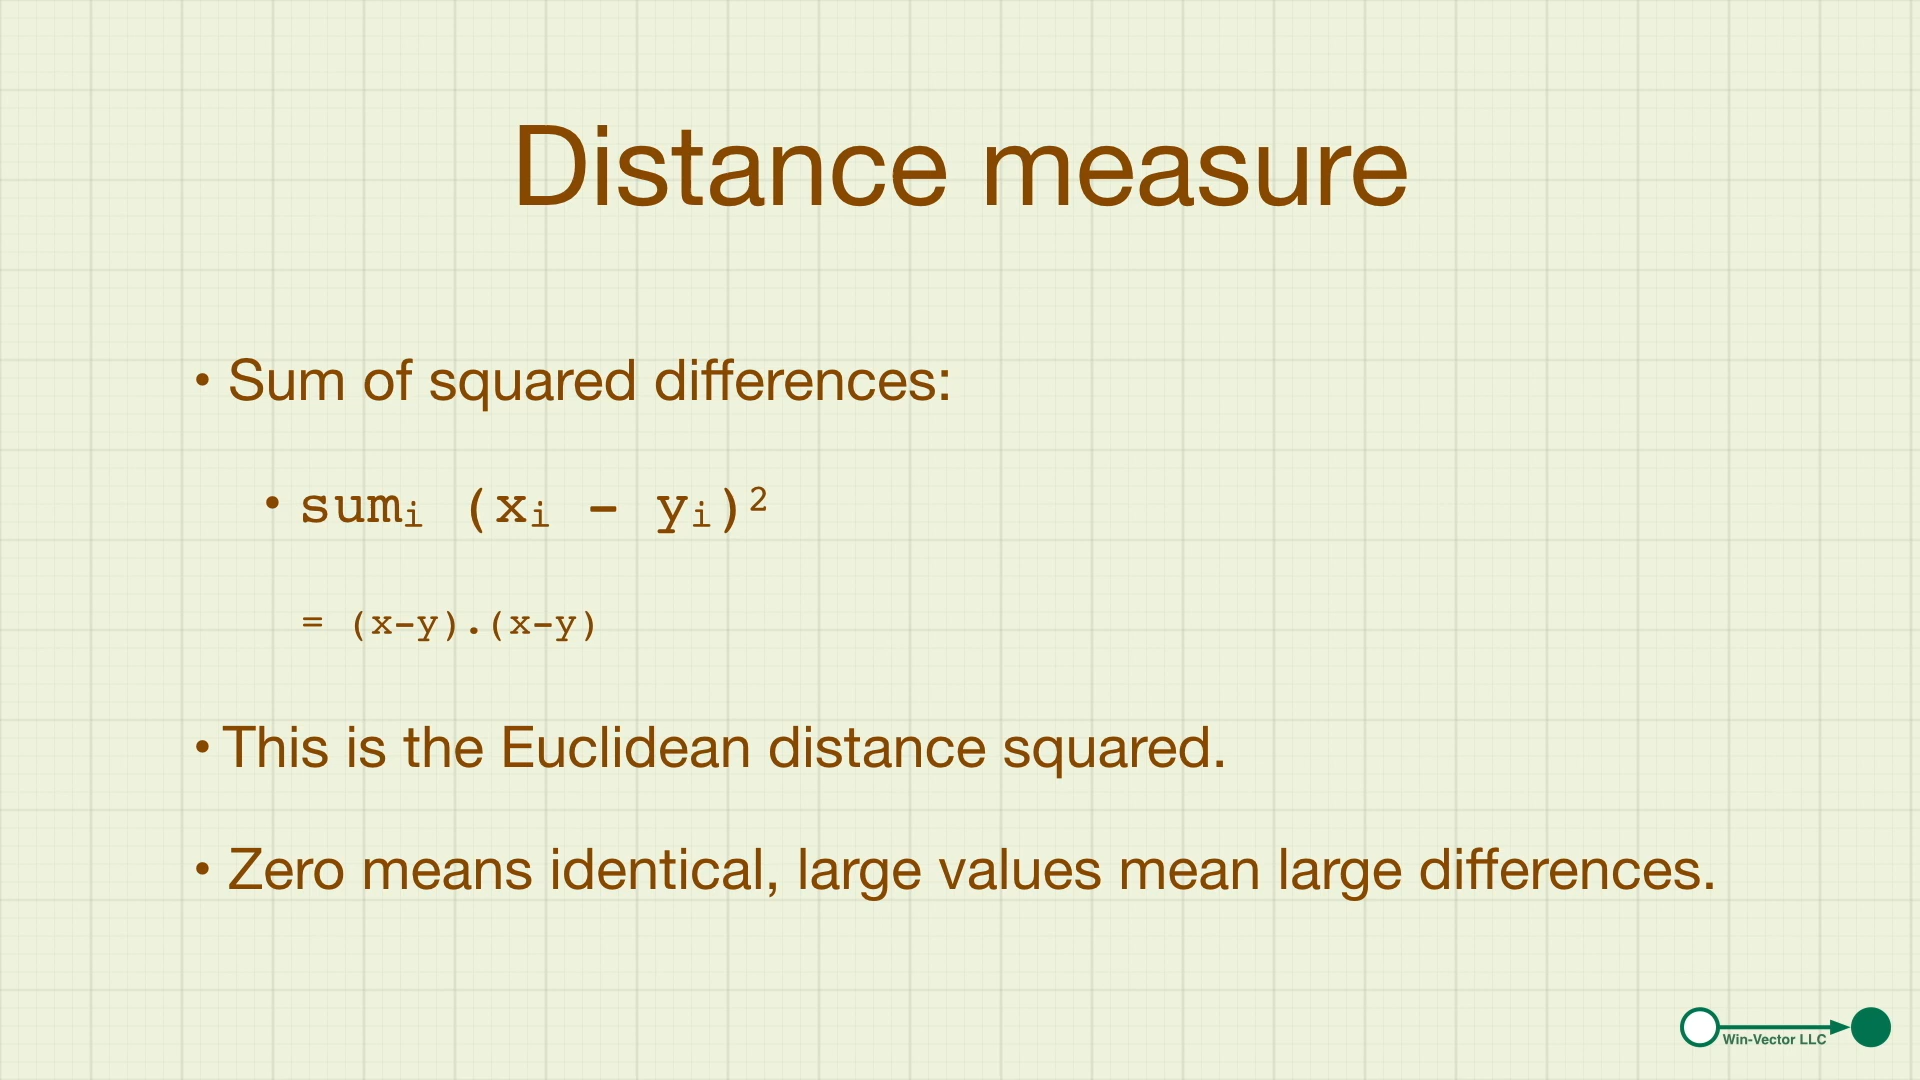 Distance measure
• Sum of squared differences:
• sumᵢ (xᵢ - yᵢ)²
= (x-y).(x-y)
• This is the Euclidean distance squared.
• Zero means identical, large values mean large differences.
Win-Vector LLC